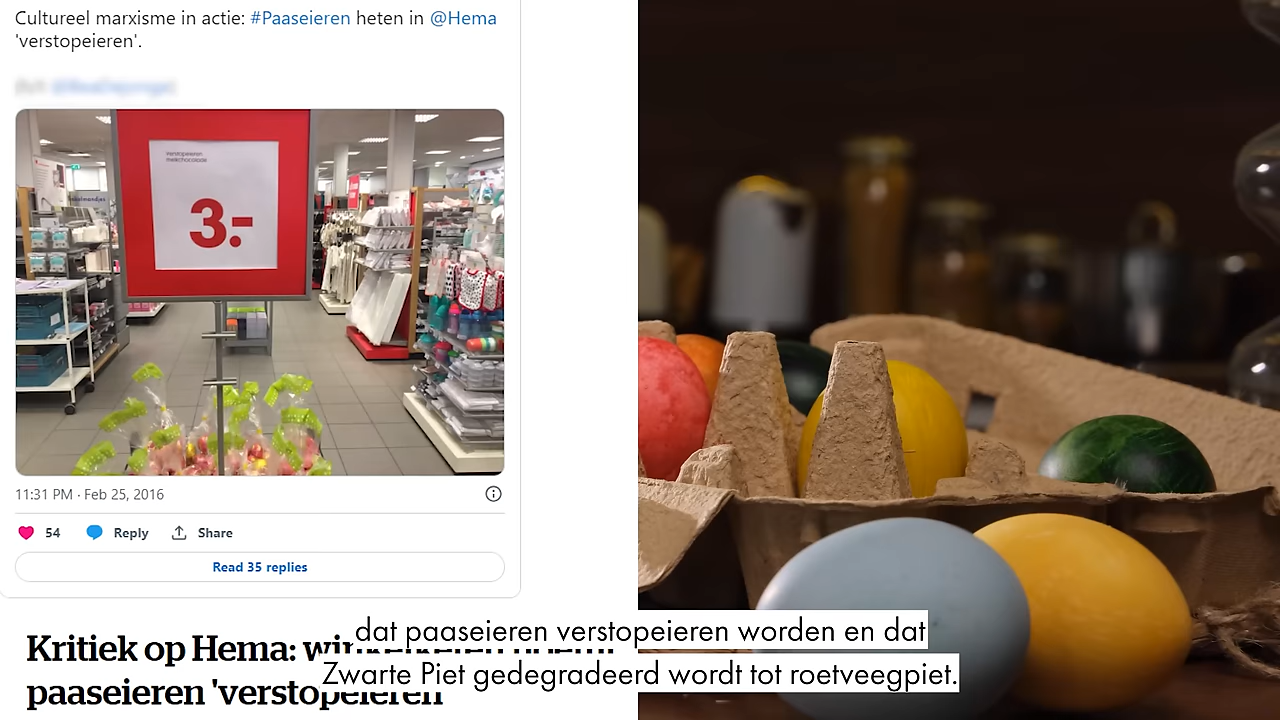 Cultureel marxisme in actie: #Paaseieren heten in @Hema
'verstopeieren'.
verstopeieren
melkchocolade
3.-
11:31 PM · Feb 25, 2016
54 Reply Share
Read 35 replies
Kritiek op Hema:
paaseieren 'verstopeieren'
dat paaseieren verstopeieren worden en dat
Zwarte Piet gedegradeerd wordt tot roetveegpiet.